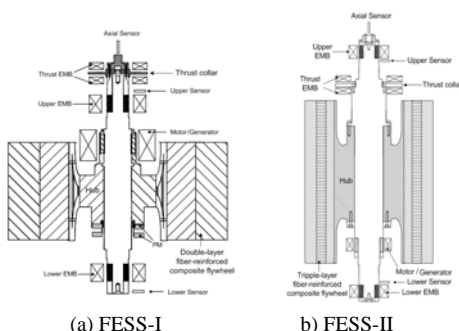 Axial Sensor
Thrust EMB
Thrust collar
Upper Sensor
Upper EMB
Motor/Generator
Hub
PM
Double-layer
fiber-reinforced
composite flywheel
Lower EMB
Lower Sensor
(a) FESS-I
Axial Sensor
Upper
EMB
Upper Sensor
Thrust
EMB
Thrust colla
Hub
Tripple-layer
fiber-reinforced
composite flywheel
Motor / Generator
Lower Sensor
Lower EMB
b) FESS-II